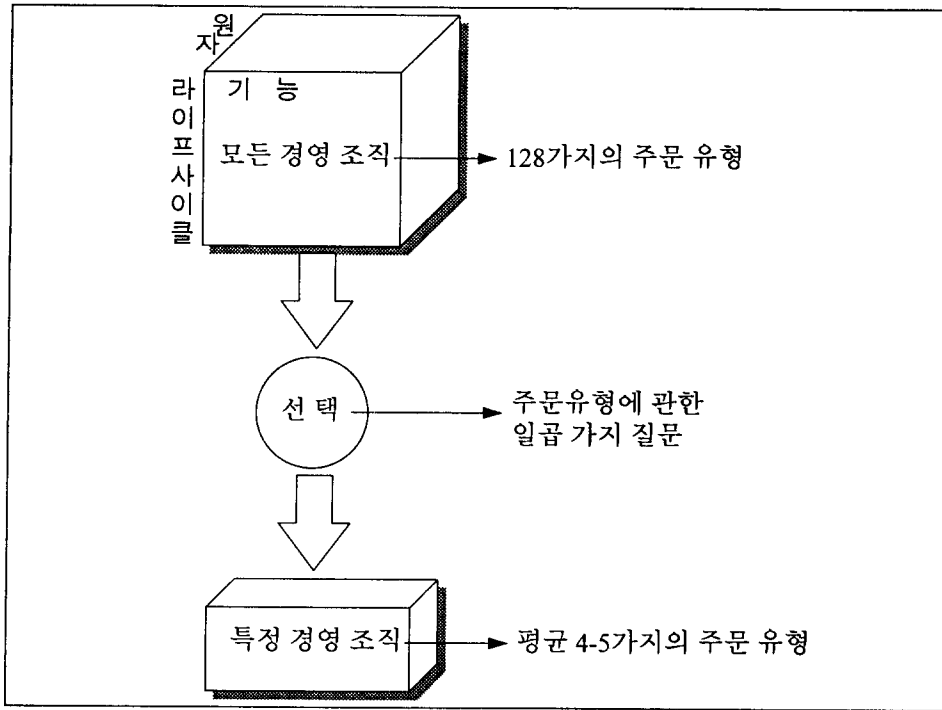 자원
기 능
라이프사이클
모든 경영 조직
128가지의 주문 유형
선 택
주문유형에 관한
일곱 가지 질문
특정 경영 조직
평균 4-5가지의 주문 유형